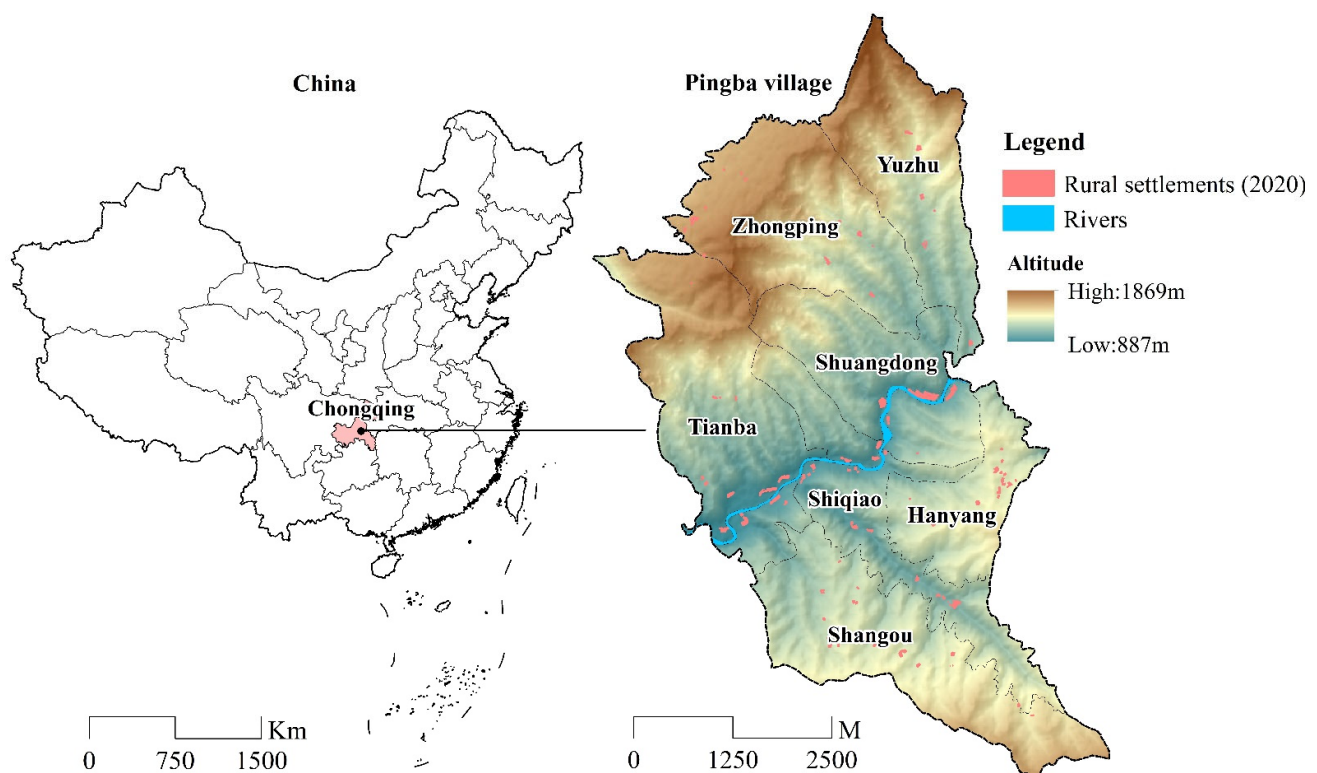 China
Chongqing
0 750 1500 Km
Pingba village
Yuzhu
Zhongping
Shuangdong
Tianba
Shiqiao
Hanyang
Shangou
0 1250 2500 M
Legend
Rural settlements (2020)
Rivers
Altitude
High:1869m
Low:887m